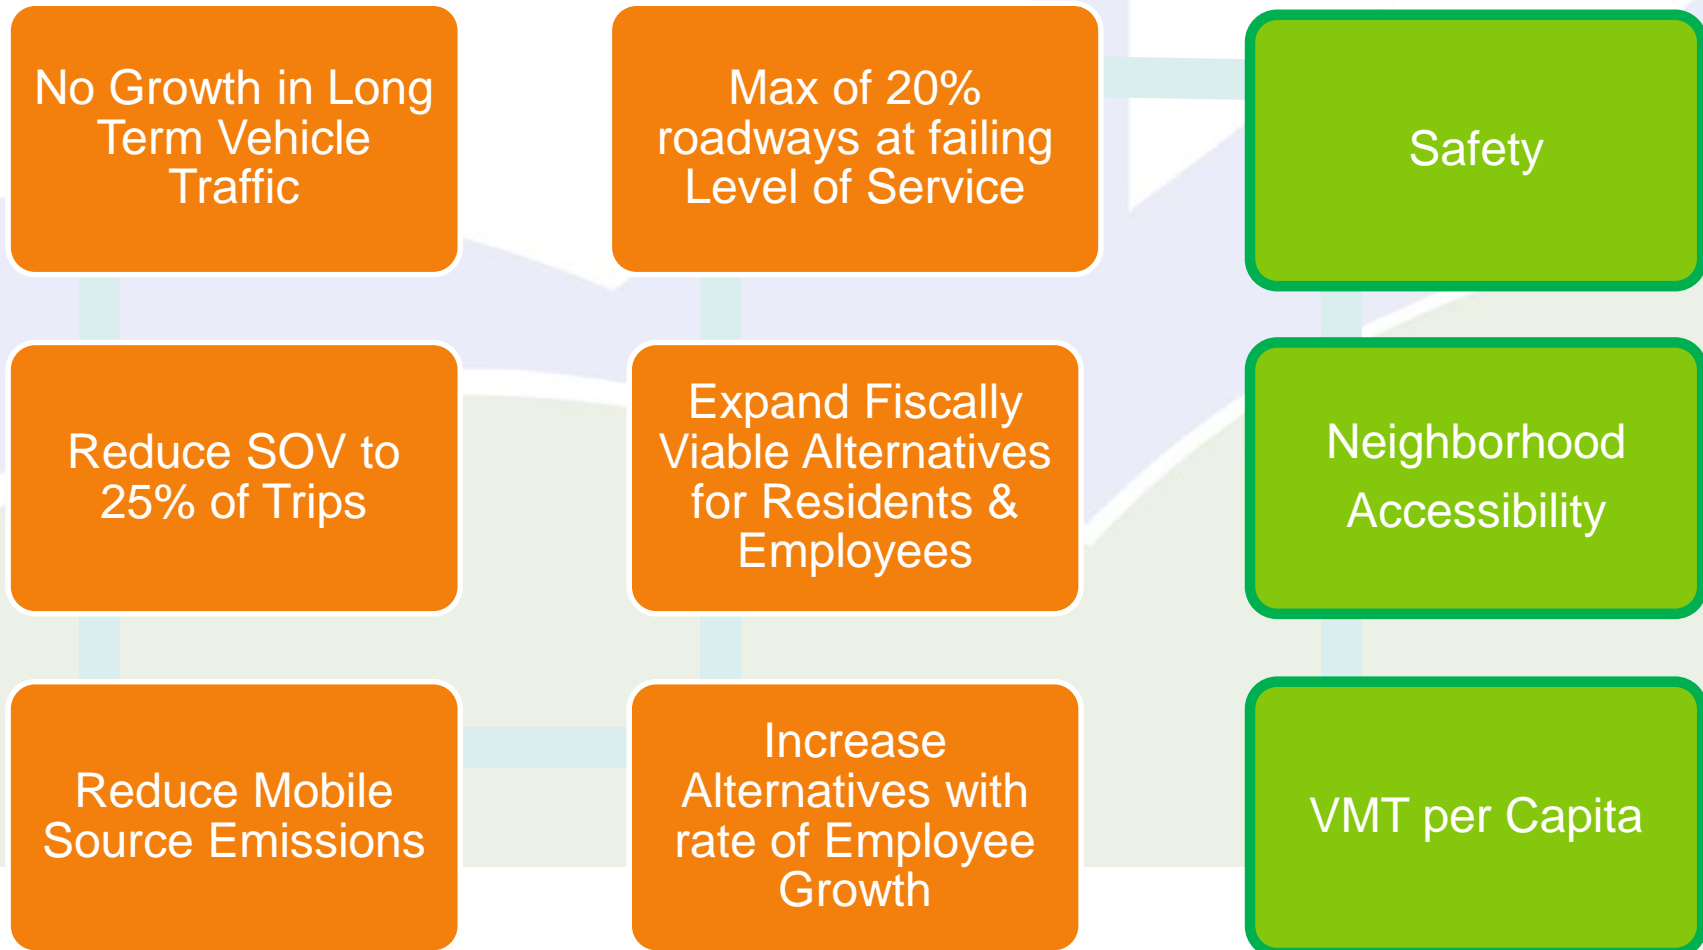 No Growth in Long
Term Vehicle
Traffic
Reduce SOV to
25% of Trips
Reduce Mobile
Source Emissions
Increase
Alternatives with
rate of Employee
Growth
Expand Fiscally
Viable Alternatives
for Residents &
Employees
Max of 20%
roadways at failing
Level of Service
Safety
Neighborhood
Accessibility
VMT per Capita